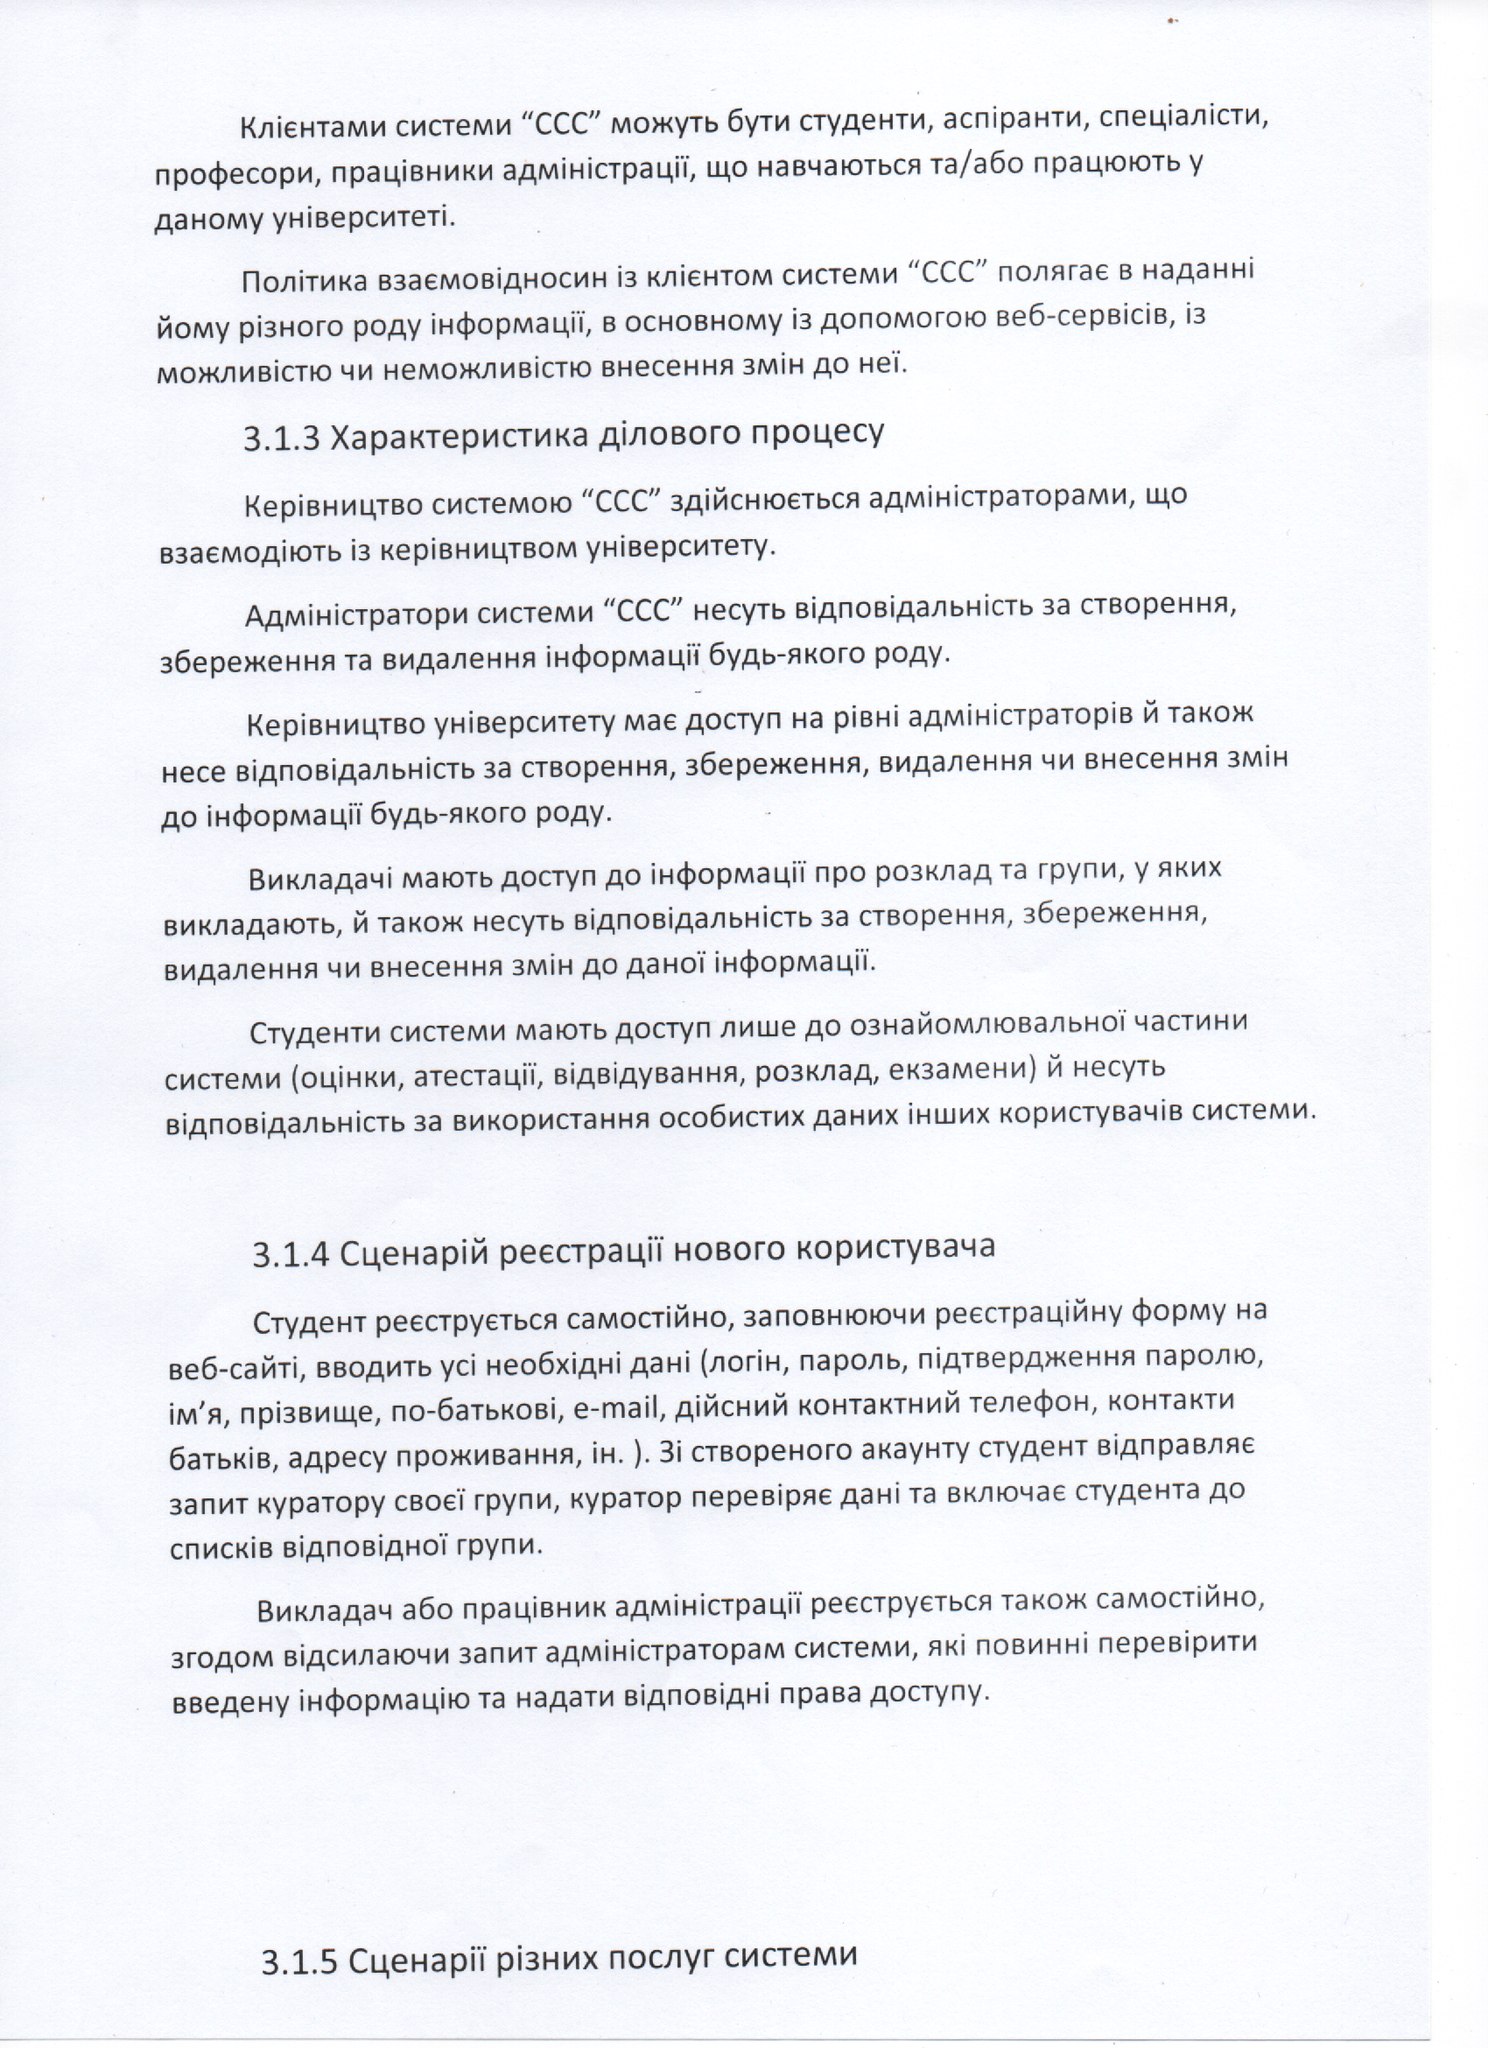 Клієнтами системи “ССС” можуть бути студенти, аспіранти, спеціалісти,
професори, працівники адміністрації, що навчаються та/або працюють у
даному університеті.
Політика взаємовідносин із клієнтом системи “ССС” полягає в наданні
йому різного роду інформації, в основному із допомогою веб-сервісів, із
можливістю чи неможливістю внесення змін до неї.
3.1.3 Характеристика ділового процесу
Керівництво системою “ССС” здійснюється адміністраторами, що
взаємодіють із керівництвом університету.
Адміністратори системи “ССС” несуть відповідальність за створення,
збереження та видалення інформації будь-якого роду.
Керівництво університету має доступ на рівні адміністраторів й також
несе відповідальність за створення, збереження, видалення чи внесення змін
до інформації будь-якого роду.
Викладачі мають доступ до інформації про розклад та групи, у яких
викладають, й також несуть відповідальність за створення, збереження,
видалення чи внесення змін до даної інформації.
Студенти системи мають доступ лише до ознайомлювальної частини
системи (оцінки, атестації, відвідування, розклад, екзамени) й несуть
відповідальність за використання особистих даних інших користувачів системи.
3.1.4 Сценарій реєстрації нового користувача
Студент реєструється самостійно, заповнюючи реєстраційну форму на
веб-сайті, вводить усі необхідні дані (логін, пароль, підтвердження паролю,
ім’я, прізвище, по-батькові, e-mail, дійсний контактний телефон, контакти
батьків, адресу проживання, ін. ). Зі створеного акаунту студент відправляє
запит куратору своєї групи, куратор перевіряє дані та включає студента до
списків відповідної групи.
Викладач або працівник адміністрації реєструється також самостійно,
згодом відсилаючи запит адміністраторам системи, які повинні перевірити
введену інформацію та надати відповідні права доступу.
3.1.5 Сценарії різних послуг системи